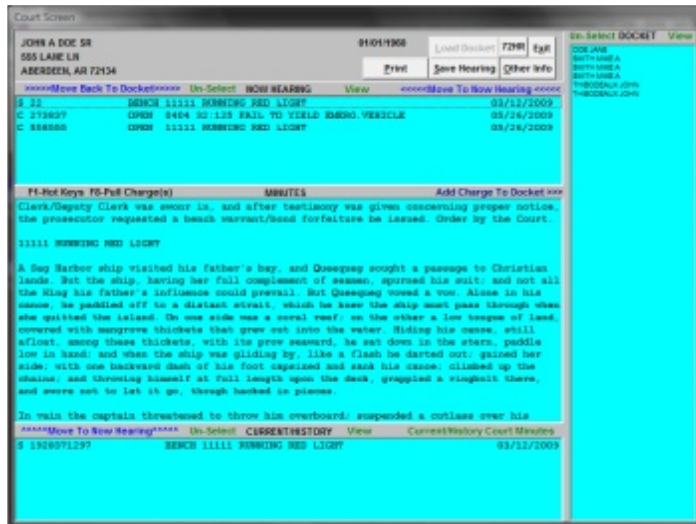 Court Screen
JOHN A DOE SR
555 LANE LN
ABERDEEN, AR 72134
01/01/1960
Load Docket 72HR Exit
Print Save Hearing Other Info
>>>>>Move Back To Docket>>>>> Un-Select NOW HEARING View <<<<<Move To Now Hearing <<<<<
S 22 BENCH 11111 RUNNING RED LIGHT 03/12/2009
C 273837 OPEN 0404 32:125 FAIL TO YIELD EMERG.VEHICLE 05/26/2009
C 555555 OPEN 11111 RUNNING RED LIGHT 05/26/2009
F1-Hot Keys F8-Pull Charge(s) MINUTES Add Charge To Docket >>>
Clerk/Deputy Clerk was sworn in, and after testimony was given concerning proper notice,
the prosecutor requested a bench warrant/bond forfeiture be issued. Order by the Court.
11111 RUNNING RED LIGHT
A Sag Harbor ship visited his father's bay, and Queequeg sought a passage to Christian
lands. But the ship, having her full complement of seamen, spurned his suit; and not all
the King his father's influence could prevail. But Queequeg vowed a vow. Alone in his
canoe, he paddled off to a distant strait, which he knew the ship must pass through when
she quitted the island. On one side was a coral reef; on the other a low tongue of land,
covered with mangrove thickets that grew out into the water. Hiding his canoe, still
afloat, among these thickets, with its prow seaward, he sat down in the stern, paddle
low in hand; and when the ship was gliding by, like a flash he darted out; gained her
side; with one backward dash of his foot capsized and sank his canoe; climbed up the
chains; and throwing himself at full length upon the deck, grappled a ringbolt there,
and swore not to let it go, though hacked in pieces.
In vain the captain threatened to throw him overboard; suspended a cutlass over his
^^^^^Move To Now Hearing^^^^^ Un-Select CURRENT/HISTORY View Current/History Court Minutes
S 1920071297 BENCH 11111 RUNNING RED LIGHT 03/12/2009
Un-Select DOCKET View
DOE JANE
SMITH MIKE A
SMITH MIKE A
SMITH MIKE A
THIBODEAUX JOHN
THIBODEAUX JOHN